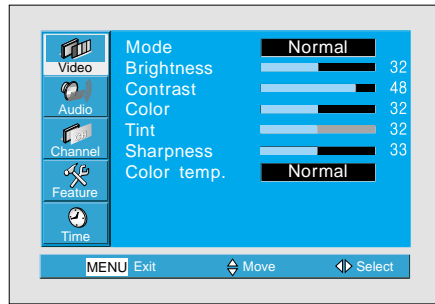 Video
Audio
Channel
Feature
Time
Mode Normal
Brightness 32
Contrast 48
Color 32
Tint 32
Sharpness 33
Color temp. Normal
MENU Exit Move Select